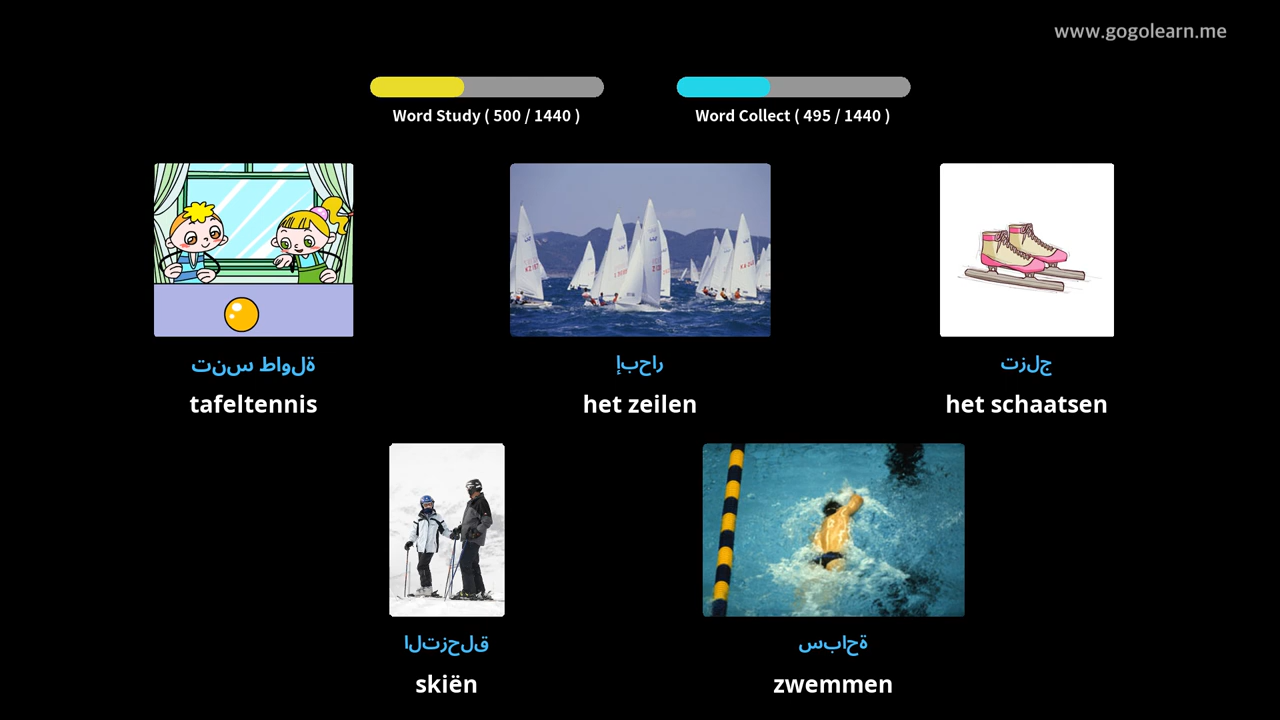 www.gogolearn.me
Word Study ( 500 / 1440 )
Word Collect ( 495 / 1440 )
تنس طاولة
إبحار
تزلج
tafeltennis
het zeilen
het schaatsen
التزحلق
سباحة
skiën
zwemmen